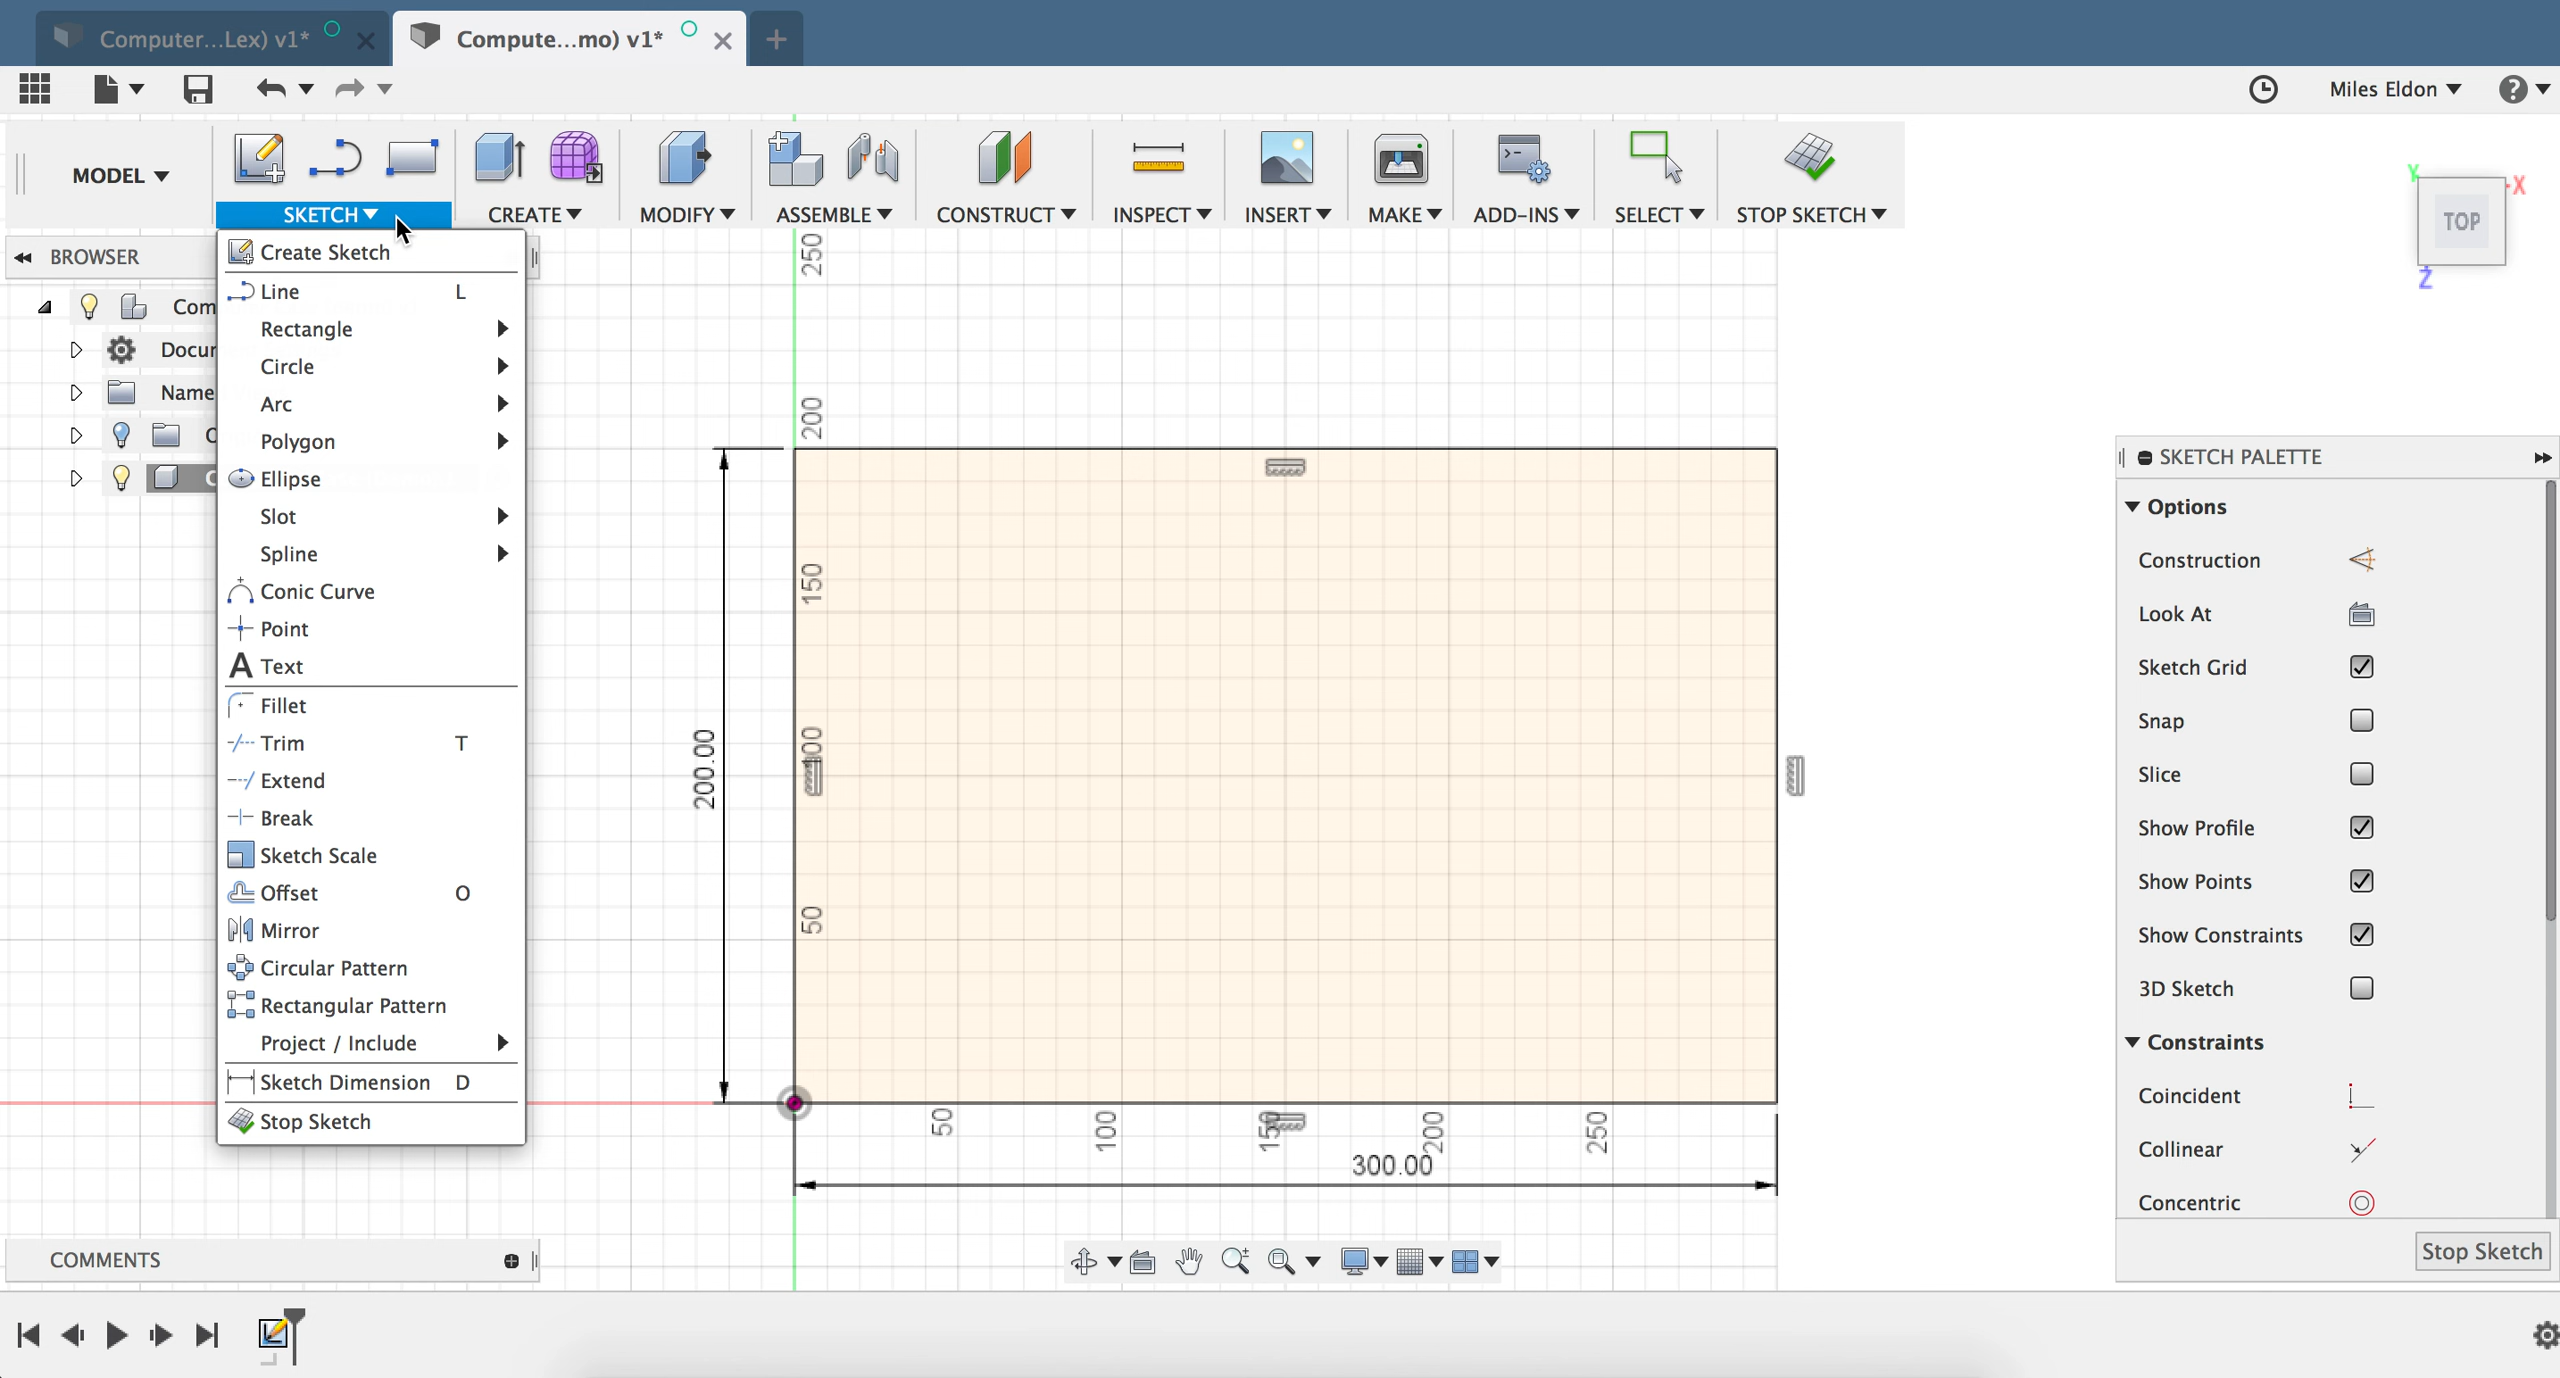 Computer...Lex) v1*
Compute...mo) v1*
Miles Eldon
MODEL
SKETCH
CREATE
MODIFY
ASSEMBLE
CONSTRUCT
INSPECT
INSERT
MAKE
ADD-INS
SELECT
STOP SKETCH
Y
X
TOP
Z
BROWSER
Com
Docu
Name
Create Sketch
Line L
Rectangle
Circle
Arc
Polygon
Ellipse
Slot
Spline
Conic Curve
Point
Text
Fillet
Trim T
Extend
Break
Sketch Scale
Offset O
Mirror
Circular Pattern
Rectangular Pattern
Project / Include
Sketch Dimension D
Stop Sketch
250
200
150
100
50
200.00
50
100
150
200
250
300.00
SKETCH PALETTE
Options
Construction
Look At
Sketch Grid
Snap
Slice
Show Profile
Show Points
Show Constraints
3D Sketch
Constraints
Coincident
Collinear
Concentric
Stop Sketch
COMMENTS